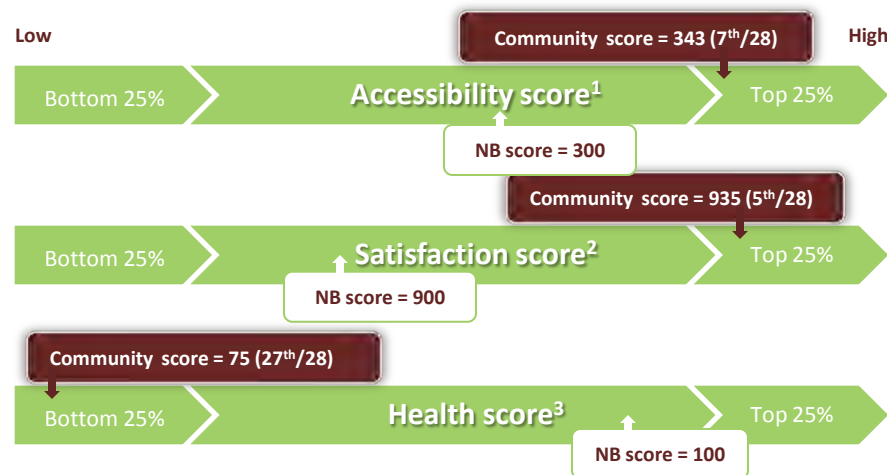 Community score = 343 (7th/28)
Low
High
Bottom 25%
Accessibility score1
Top 25%
NB score = 300
Community score = 935 (5th/28)
Bottom 25%
Satisfaction score2
Top 25%
NB score = 900
Community score = 75 (27th/28)
Bottom 25%
Health score3
Top 25%
NB score = 100